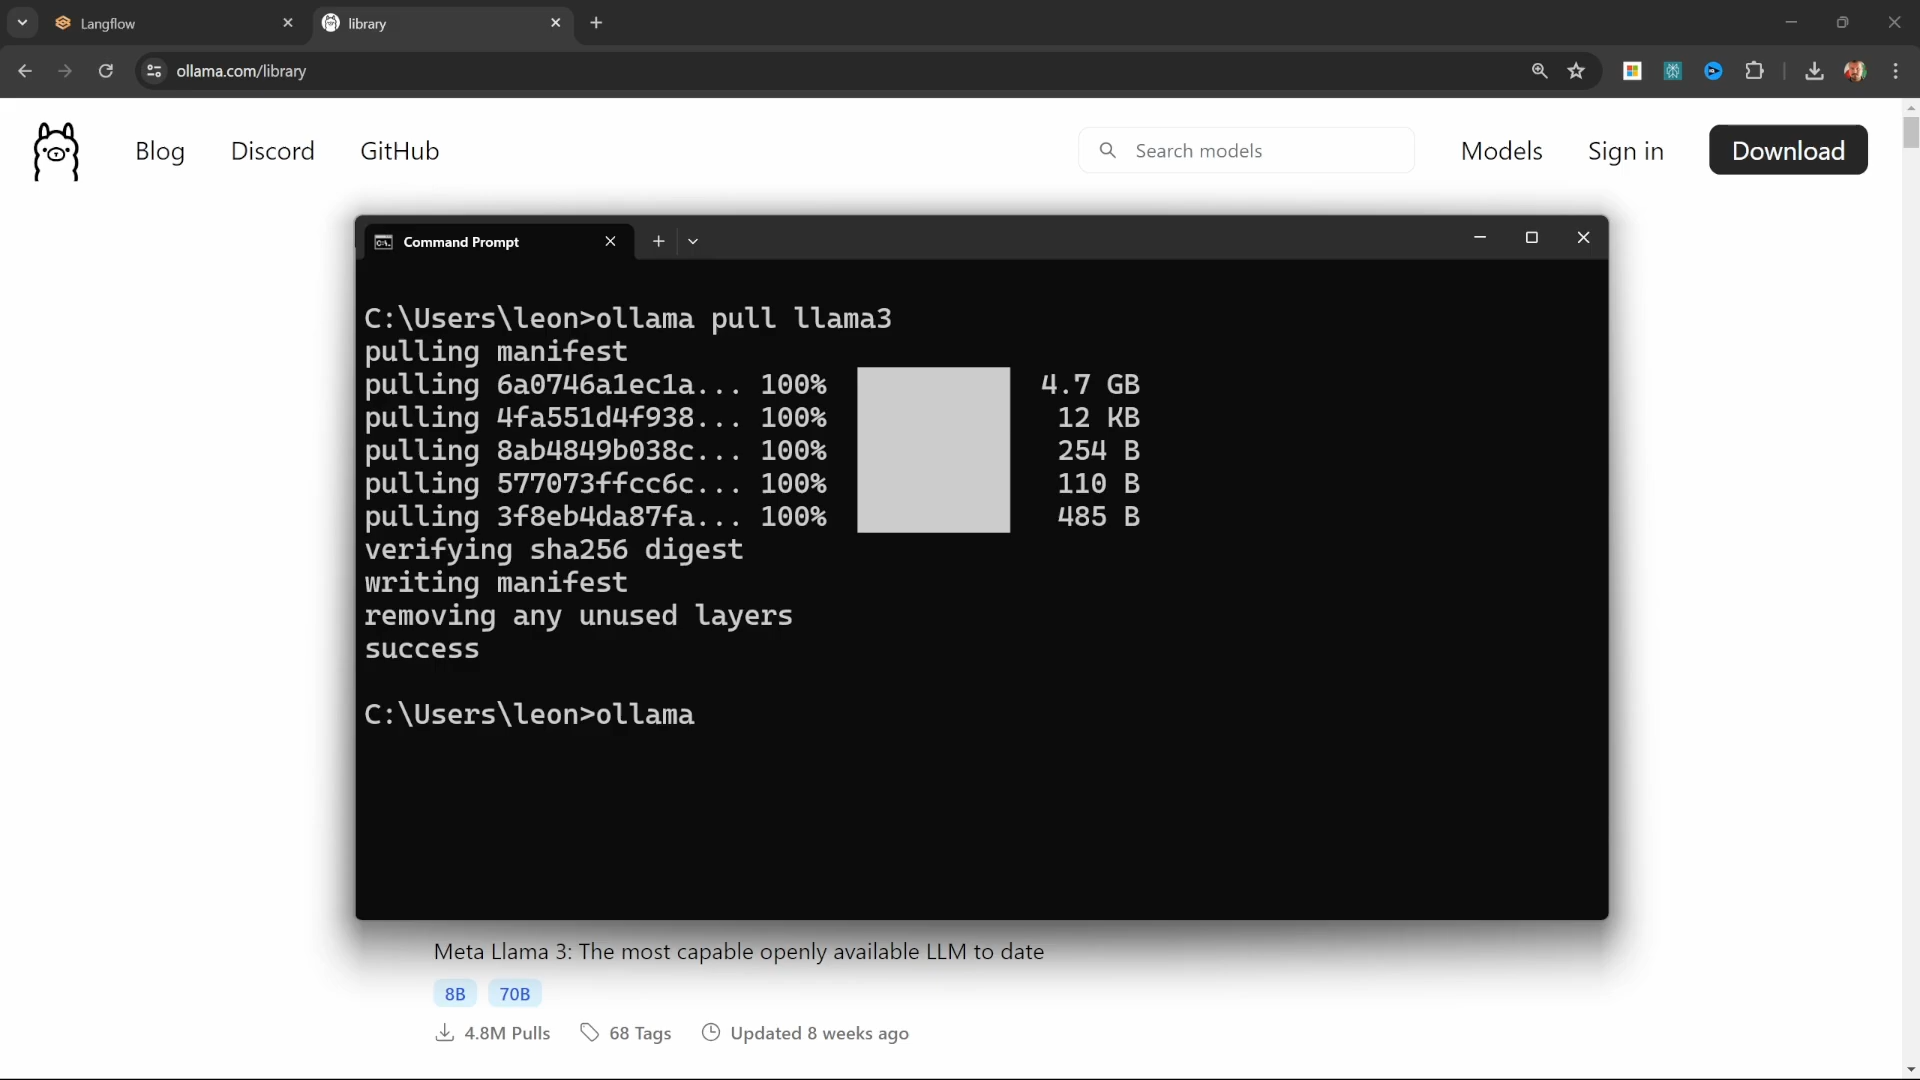 Langflow
library
ollama.com/library
Blog
Discord
GitHub
Search models
Models
Sign in
Download
Command Prompt
C:\Users\leon>ollama pull llama3
pulling manifest
pulling 6a0746a1ec1a... 100% 4.7 GB
pulling 4fa551d4f938... 100% 12 KB
pulling 8ab4849b038c... 100% 254 B
pulling 577073ffcc6c... 100% 110 B
pulling 3f8eb4da87fa... 100% 485 B
verifying sha256 digest
writing manifest
removing any unused layers
success
C:\Users\leon>ollama
Meta Llama 3: The most capable openly available LLM to date
8B 70B
4.8M Pulls 68 Tags Updated 8 weeks ago